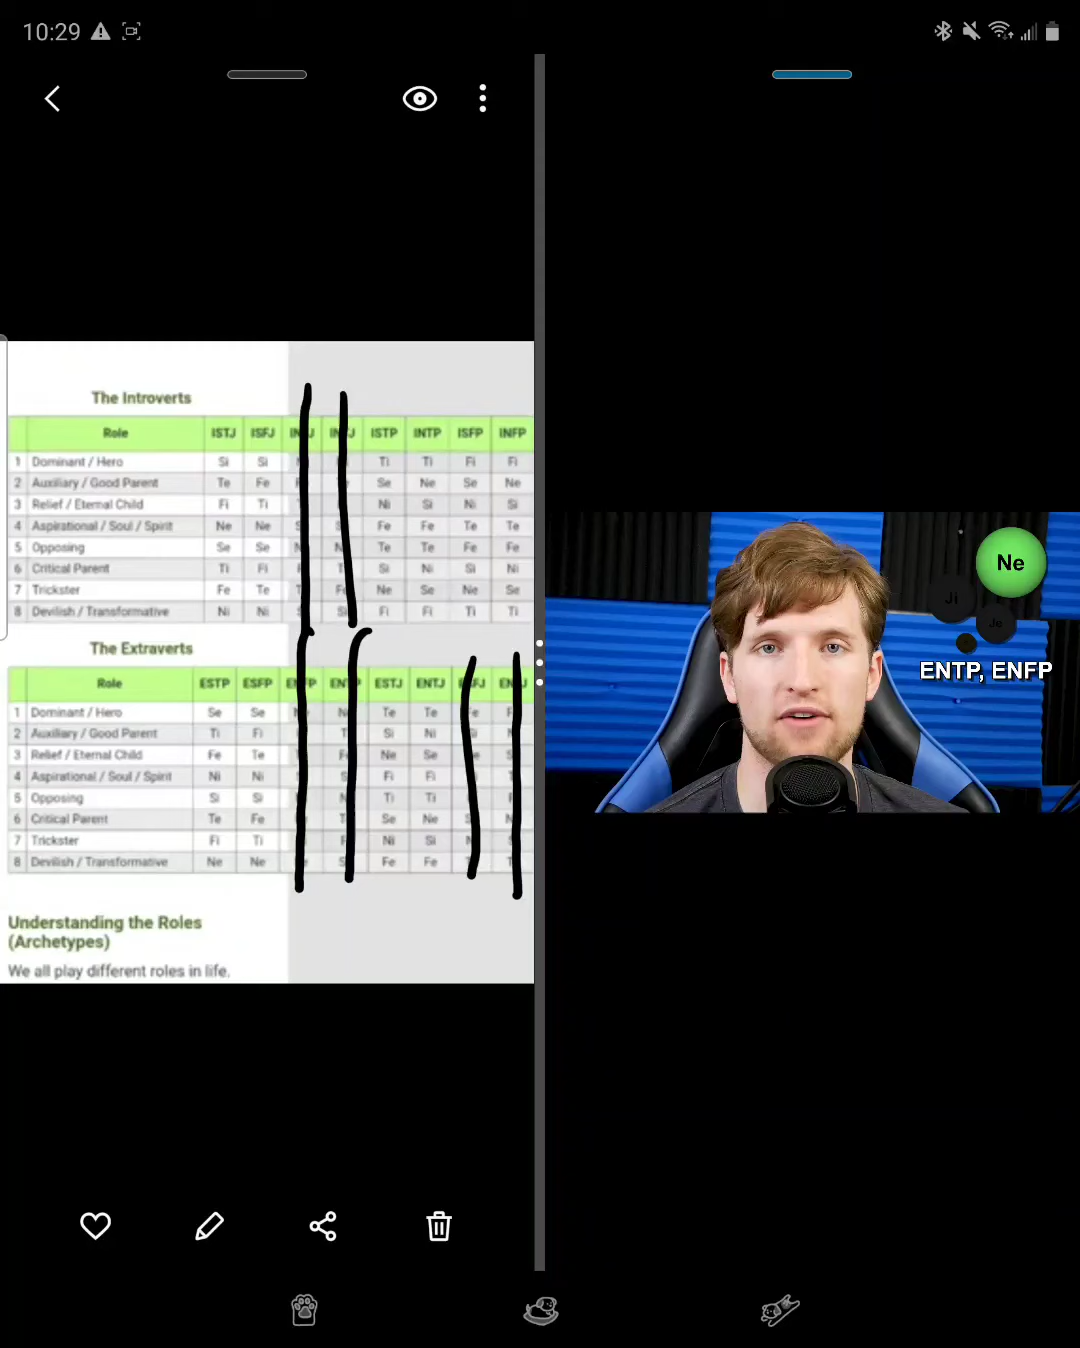 10:29
The Introverts
Role ISTJ ISFJ ISTP INTP ISFP INFP
1 Dominant / Hero Si Si Ti Ti Fi Fi
2 Auxiliary / Good Parent Te Fe Se Ne Se Ne
3 Relief / Eternal Child Fi Ti Ni Si Ni Si
4 Aspirational / Soul / Spirit Ne Ne Fe Fe Te Te
5 Opposing Se Se Te Te Fe Fe
6 Critical Parent Ti Fi Si Ni Si Ni
7 Trickster Fe Te Ne Se Ne Se
8 Devilish / Transformative Ni Ni Fi Fi Ti Ti
The Extraverts
Role ESTP ESFP ESTJ ENTJ
1 Dominant / Hero Se Se Te Te
2 Auxiliary / Good Parent Ti Fi Si Ni
3 Relief / Eternal Child Fe Te Ne Se
4 Aspirational / Soul / Spirit Ni Ni Fi Fi
5 Opposing Si Si Ti Ti
6 Critical Parent Te Fe Se Ne
7 Trickster Fi Ti Ni Si
8 Devilish / Transformative Ne Ne Fe Fe
Understanding the Roles
(Archetypes)
We all play different roles in life.
Ne
Ji
Je
ENTP, ENFP